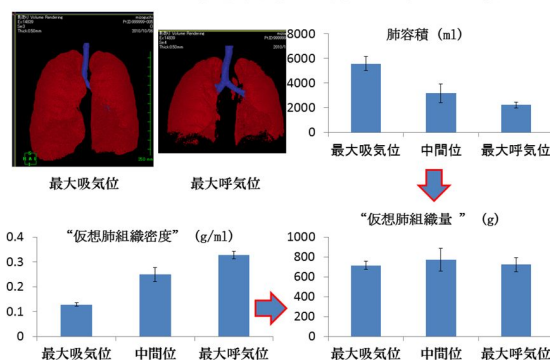 最大吸気位
最大呼気位
肺容積 (ml)
8000
6000
4000
2000
0
最大吸気位 中間位 最大呼気位
“仮想肺組織密度” (g/ml)
0.4
0.3
0.2
0.1
0
最大吸気位 中間位 最大呼気位
“仮想肺組織量 ” (g)
1000
800
600
400
200
0
最大吸気位 中間位 最大呼気位